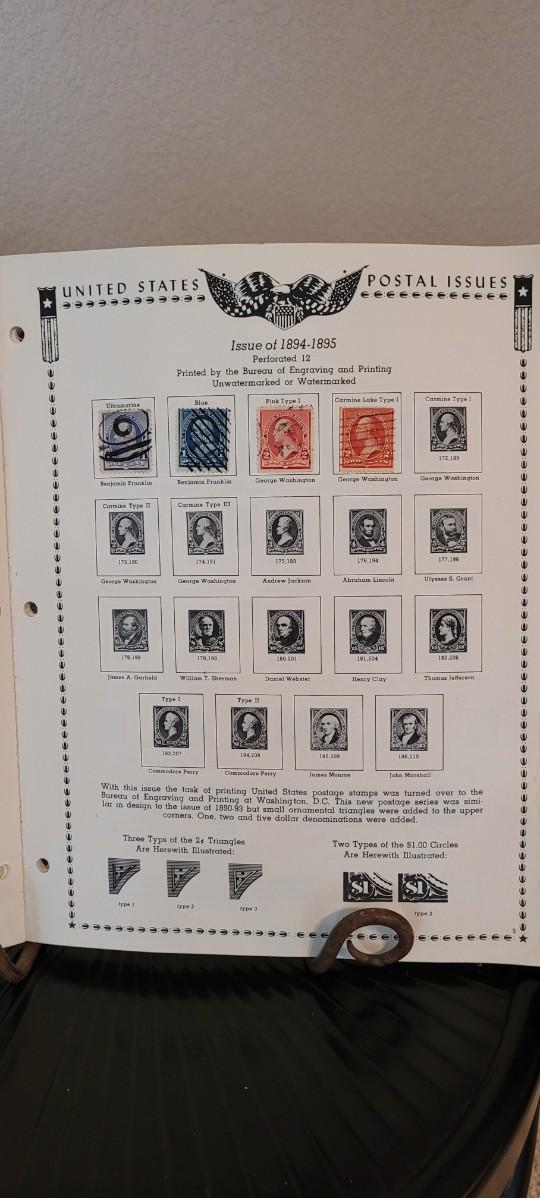 UNITED STATES POSTAL ISSUES
Issue of 1894-1895
Perforated 12
Printed by the Bureau of Engraving and Printing
Unwatermarked or Watermarked
Ultramarine Blue Pink Type I Carmine Lake Type I Carmine Type I
172,189
Benjamin Franklin Benjamin Franklin George Washington George Washington George Washington
Carmine Type II Carmine Type III
173,190 174,191 175,193 176,194 177,196
George Washington George Washington Andrew Jackson Abraham Lincoln Ulysses S. Grant
178,198 179,199 180,201 181,204 182,206
James A. Garfield William T. Sherman Daniel Webster Henry Clay Thomas Jefferson
Type I Type II
183,207 184,208 185,209 186,210
Commodore Perry Commodore Perry James Monroe John Marshall
With this issue the task of printing United States postage stamps was turned over to the
Bureau of Engraving and Printing at Washington, D.C. This new postage series was simi-
lar in design to the issue of 1890-93 but small ornamental triangles were added to the upper
corners. One, two and five dollar denominations were added.
Three Typs of the 2¢ Triangles Two Types of the $1.00 Circles
Are Herewith Illustrated: Are Herewith Illustrated:
$1 $1
type 1 type 2 type 3 type 2